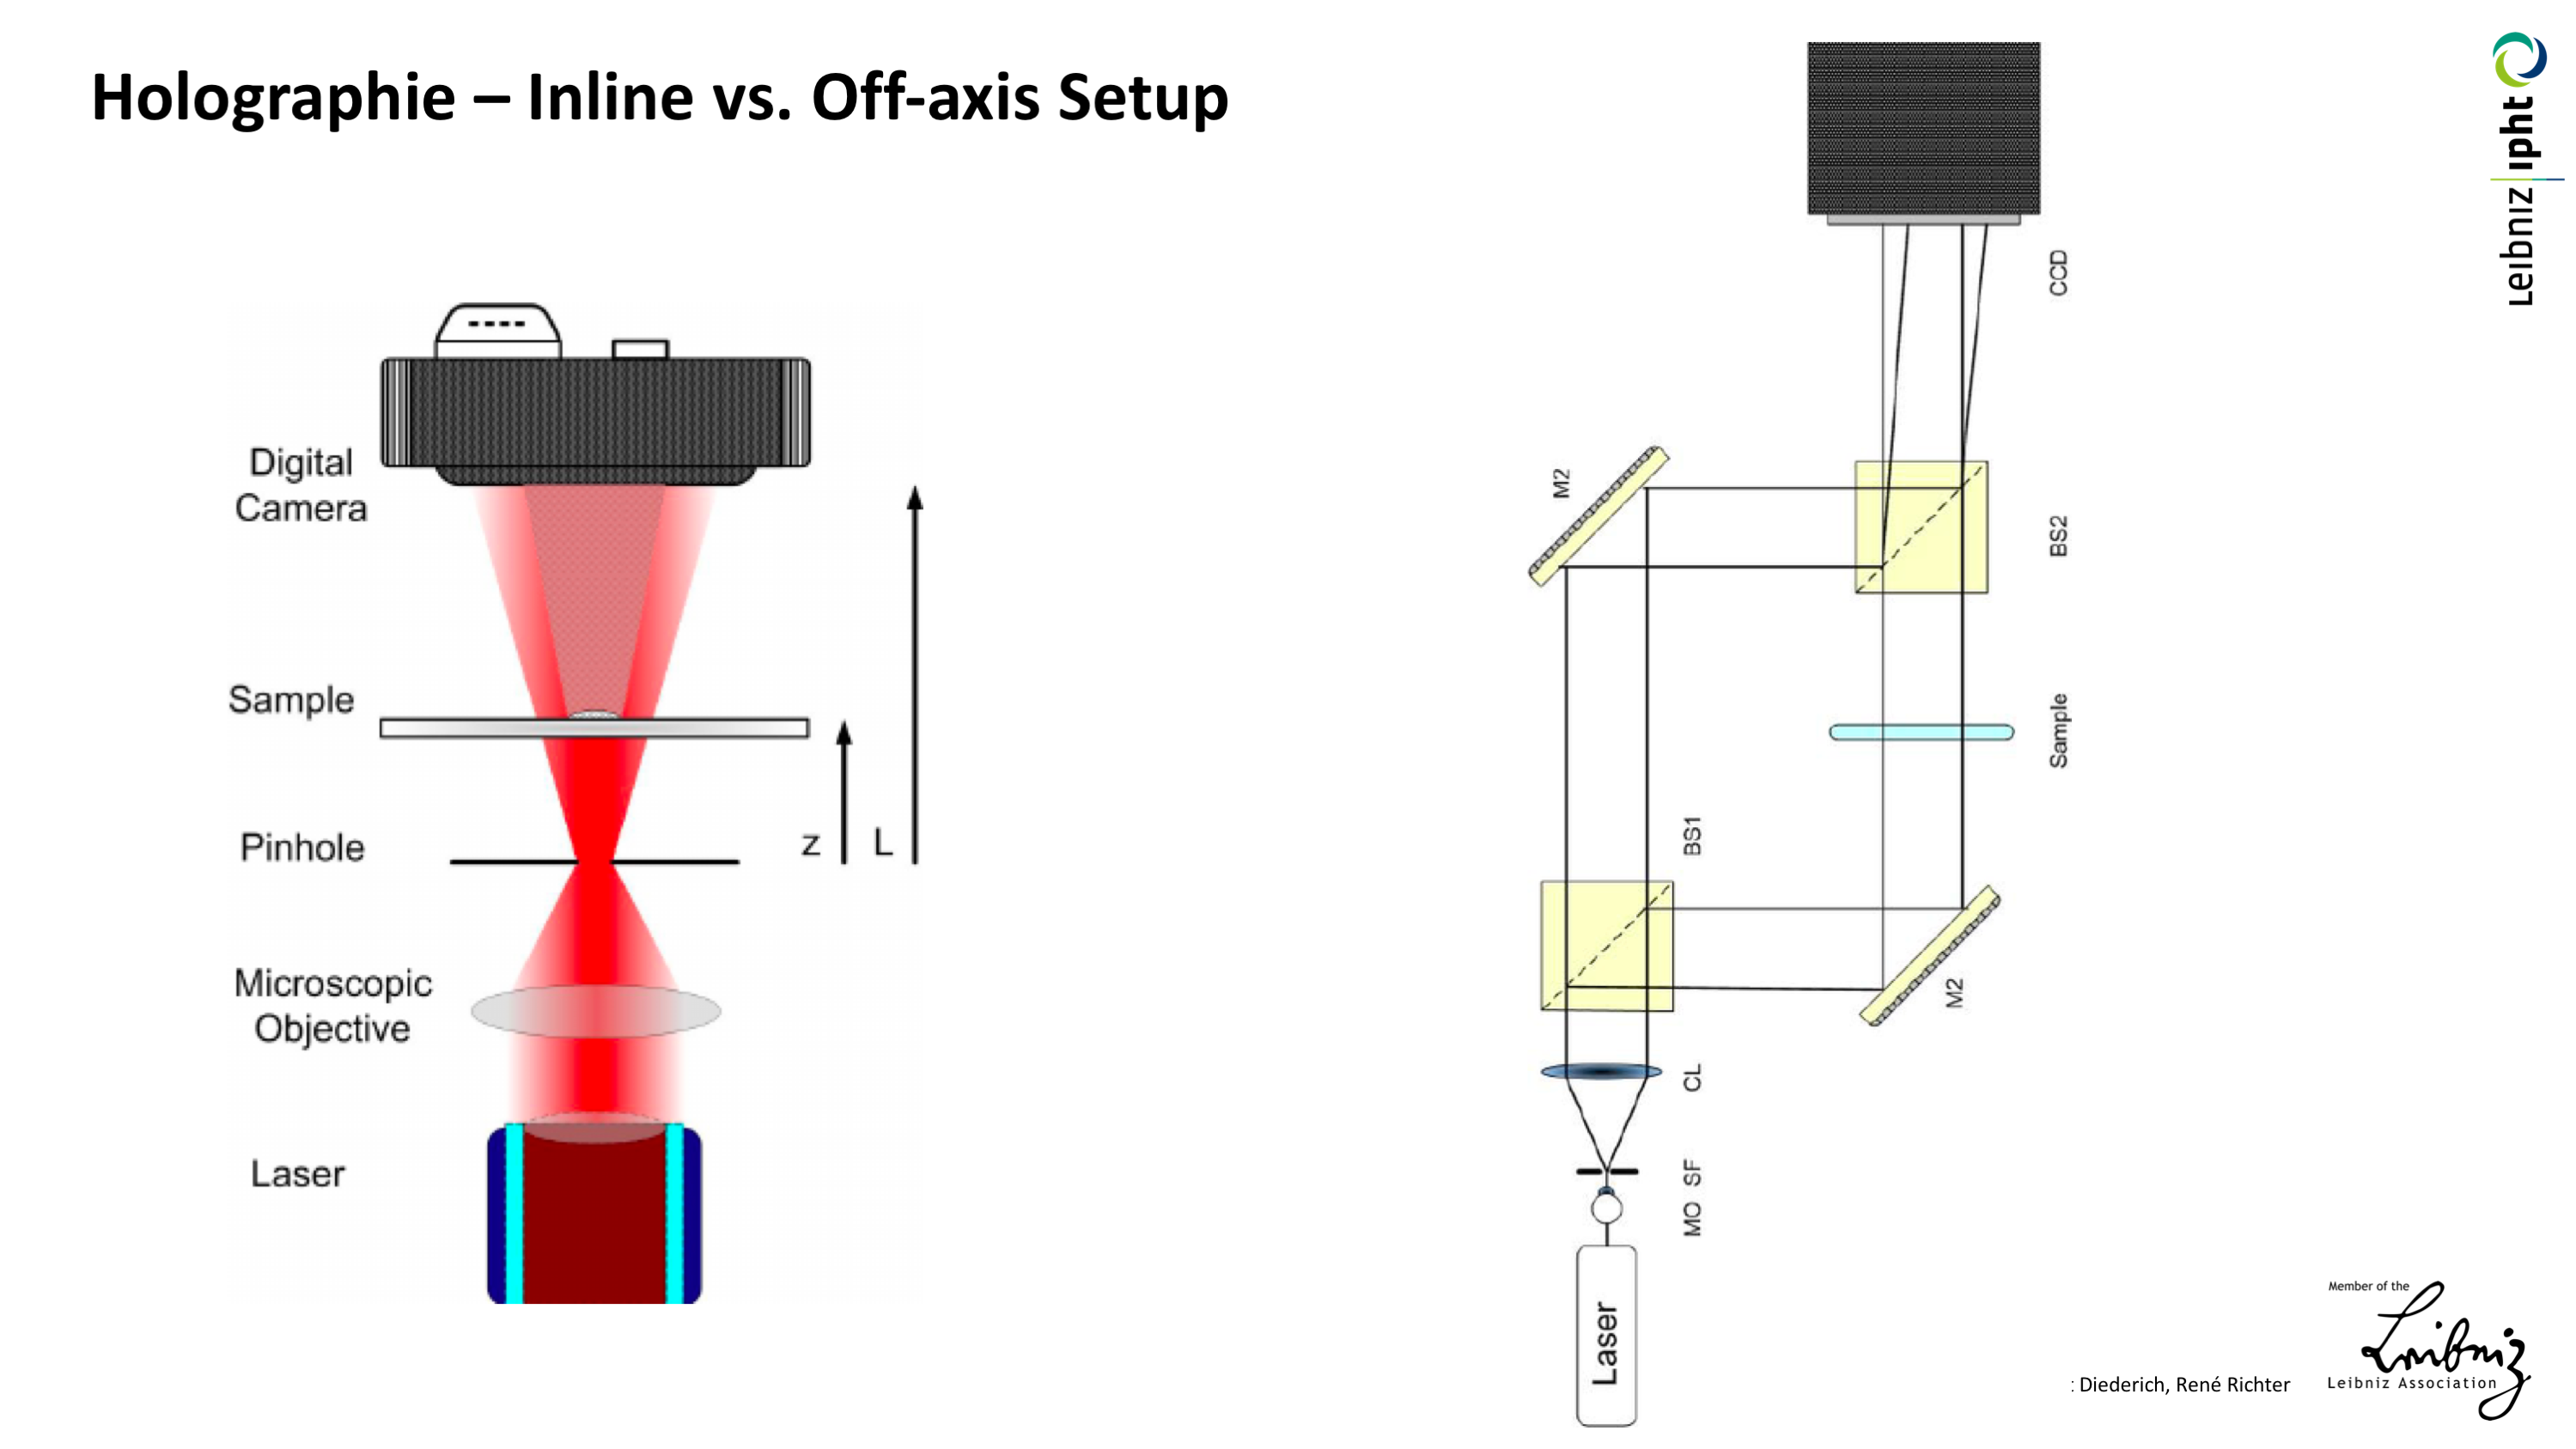 Holographie – Inline vs. Off-axis Setup
Digital
Camera
Sample
Pinhole
Microscopic
Objective
Laser
z
L
CCD
M2
BS2
Sample
BS1
M2
CL
SF
MO
Laser
Leibniz ipht
Member of the
Leibniz
Leibniz Association
: Diederich, René Richter